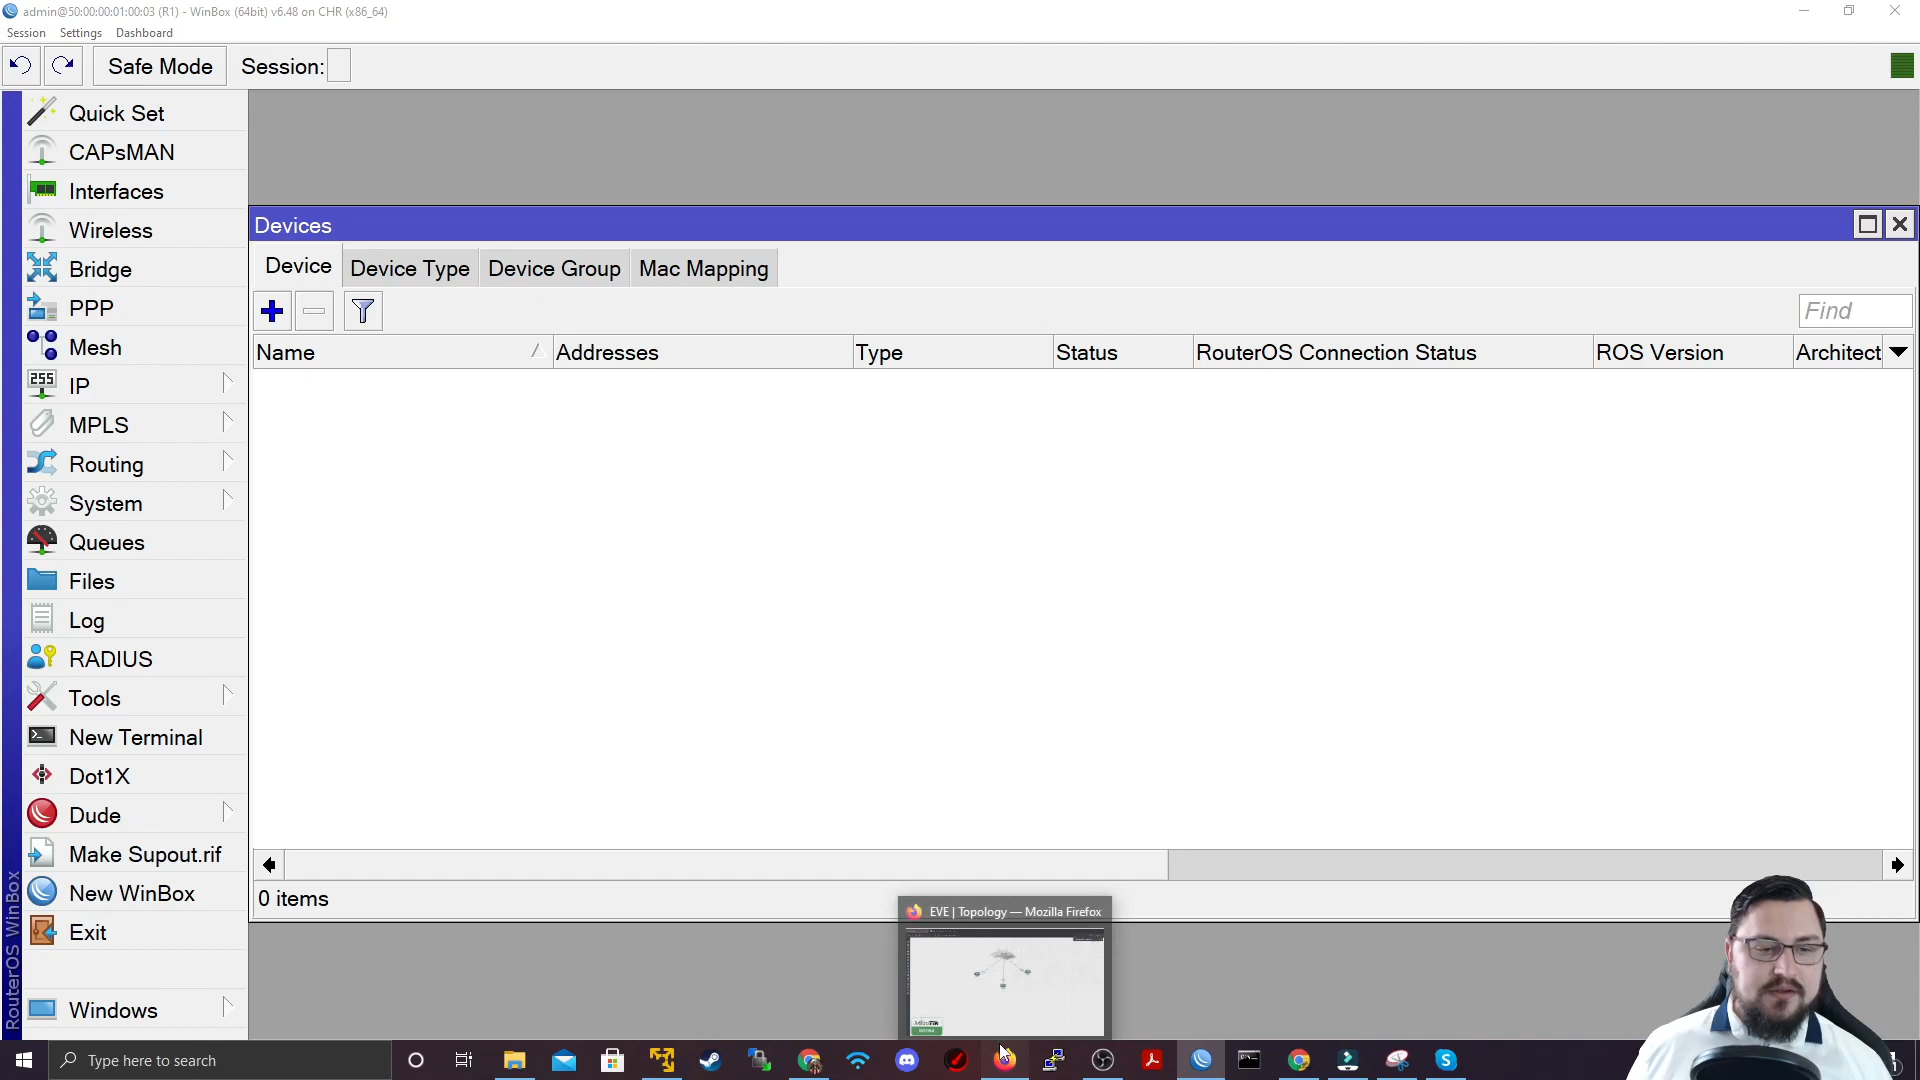 admin@50:00:00:01:00:03 (R1) - WinBox (64bit) v6.48 on CHR (x86_64)
Session Settings Dashboard
Safe Mode Session:
Quick Set
CAPsMAN
Interfaces
Wireless
Bridge
PPP
Mesh
255 IP
MPLS
Routing
System
Queues
Files
Log
RADIUS
Tools
New Terminal
Dot1X
Dude
Make Supout.rif
New WinBox
Exit
Windows
RouterOS WinBox
Devices
Device Device Type Device Group Mac Mapping
Find
Name Addresses Type Status RouterOS Connection Status ROS Version Architect
0 items
EVE | Topology — Mozilla Firefox
MikroTik
Type here to search